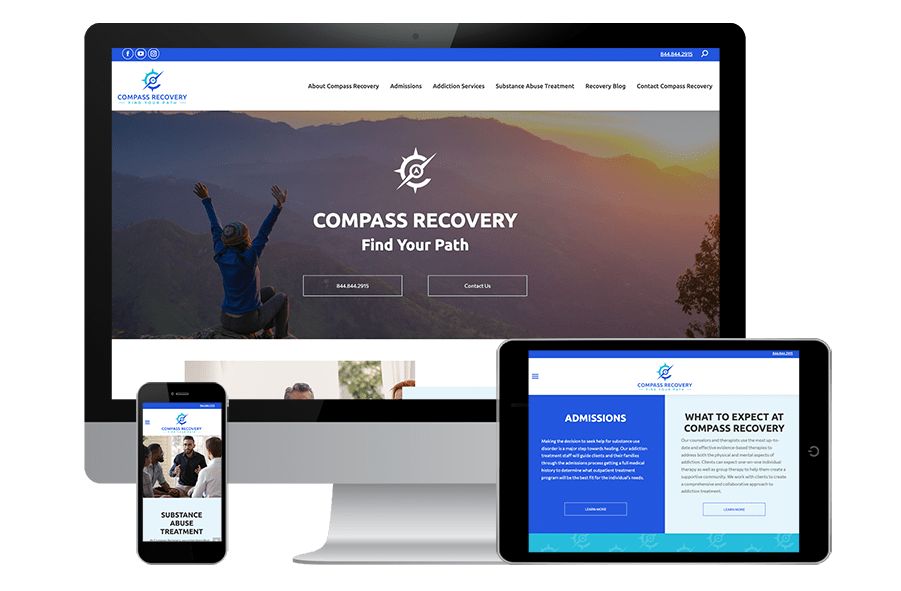 844.844.2915
COMPASS RECOVERY
FIND YOUR PATH
About Compass Recovery Admissions Addiction Services Substance Abuse Treatment Recovery Blog Contact Compass Recovery
COMPASS RECOVERY
Find Your Path
844.844.2915 Contact Us
COMPASS RECOVERY
FIND YOUR PATH
SUBSTANCE
ABUSE
TREATMENT
844.844.2915
COMPASS RECOVERY
FIND YOUR PATH
ADMISSIONS
Making the decision to seek help for substance use
disorder is a major step towards healing. Our addiction
treatment staff will guide clients and their families
through the admissions process getting a full medical
history to determine what outpatient treatment
program will be the best fit for the individual's needs.
LEARN MORE
WHAT TO EXPECT AT
COMPASS RECOVERY
Our counselors and therapists use the most up-to-
date and effective evidence-based therapies to
address both the physical and mental aspects of
addiction. Clients can expect one-on-one individual
therapy as well as group therapy to help them create a
supportive community. We work with clients to create
a comprehensive and collaborative approach to
addiction treatment.
LEARN MORE